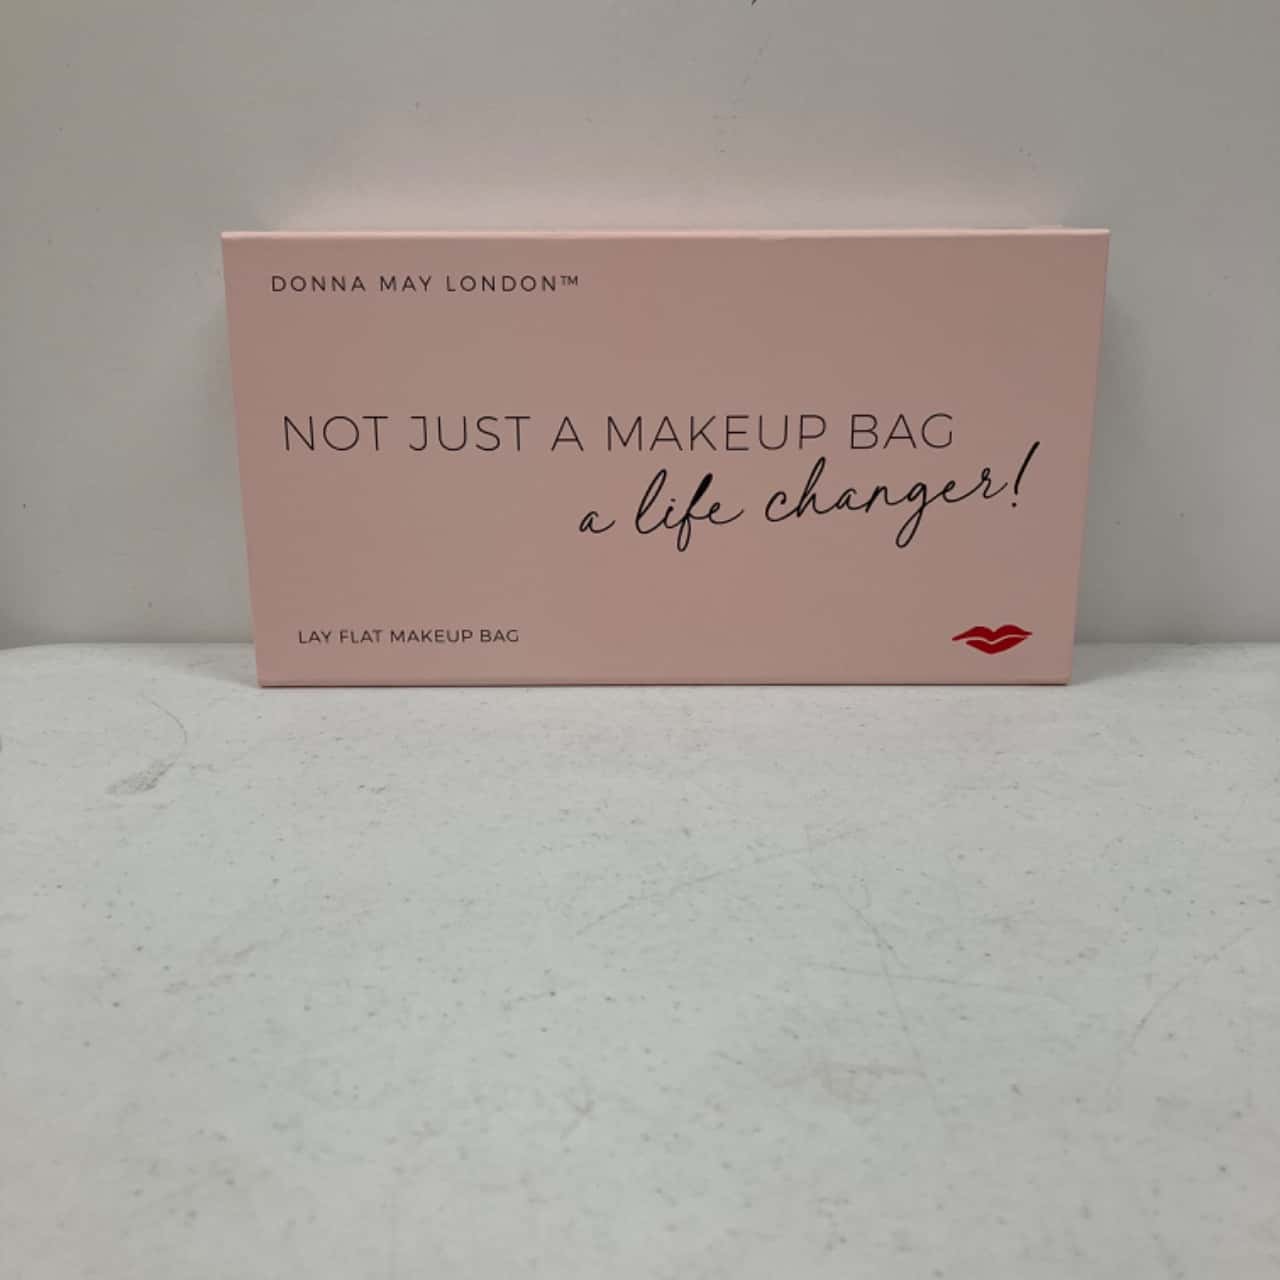 DONNA MAY LONDON™
NOT JUST A MAKEUP BAG
a life changer!
LAY FLAT MAKEUP BAG